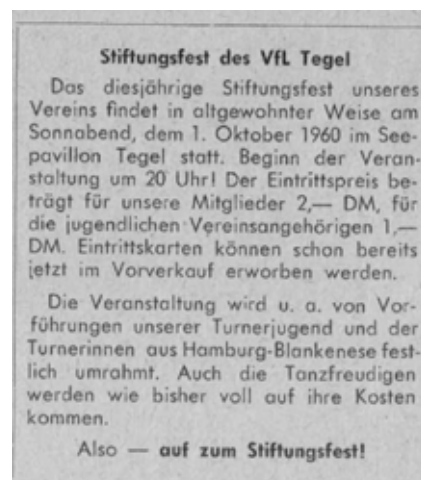 Stiftungsfest des VfL Tegel
Das diesjährige Stiftungsfest unseres
Vereins findet in altgewohnter Weise am
Sonnabend, dem 1. Oktober 1960 im See-
pavillon Tegel statt. Beginn der Veran-
staltung um 20 Uhr! Der Eintrittspreis be-
trägt für unsere Mitglieder 2,— DM, für
die jugendlichen Vereinsangehörigen 1,—
DM. Eintrittskarten können schon bereits
jetzt im Vorverkauf erworben werden.
Die Veranstaltung wird u. a. von Vor-
führungen unserer Turnerjugend und der
Turnerinnen aus Hamburg-Blankenese fest-
lich umrahmt. Auch die Tanzfreudigen
werden wie bisher voll auf ihre Kosten
kommen.
Also — auf zum Stiftungsfest!